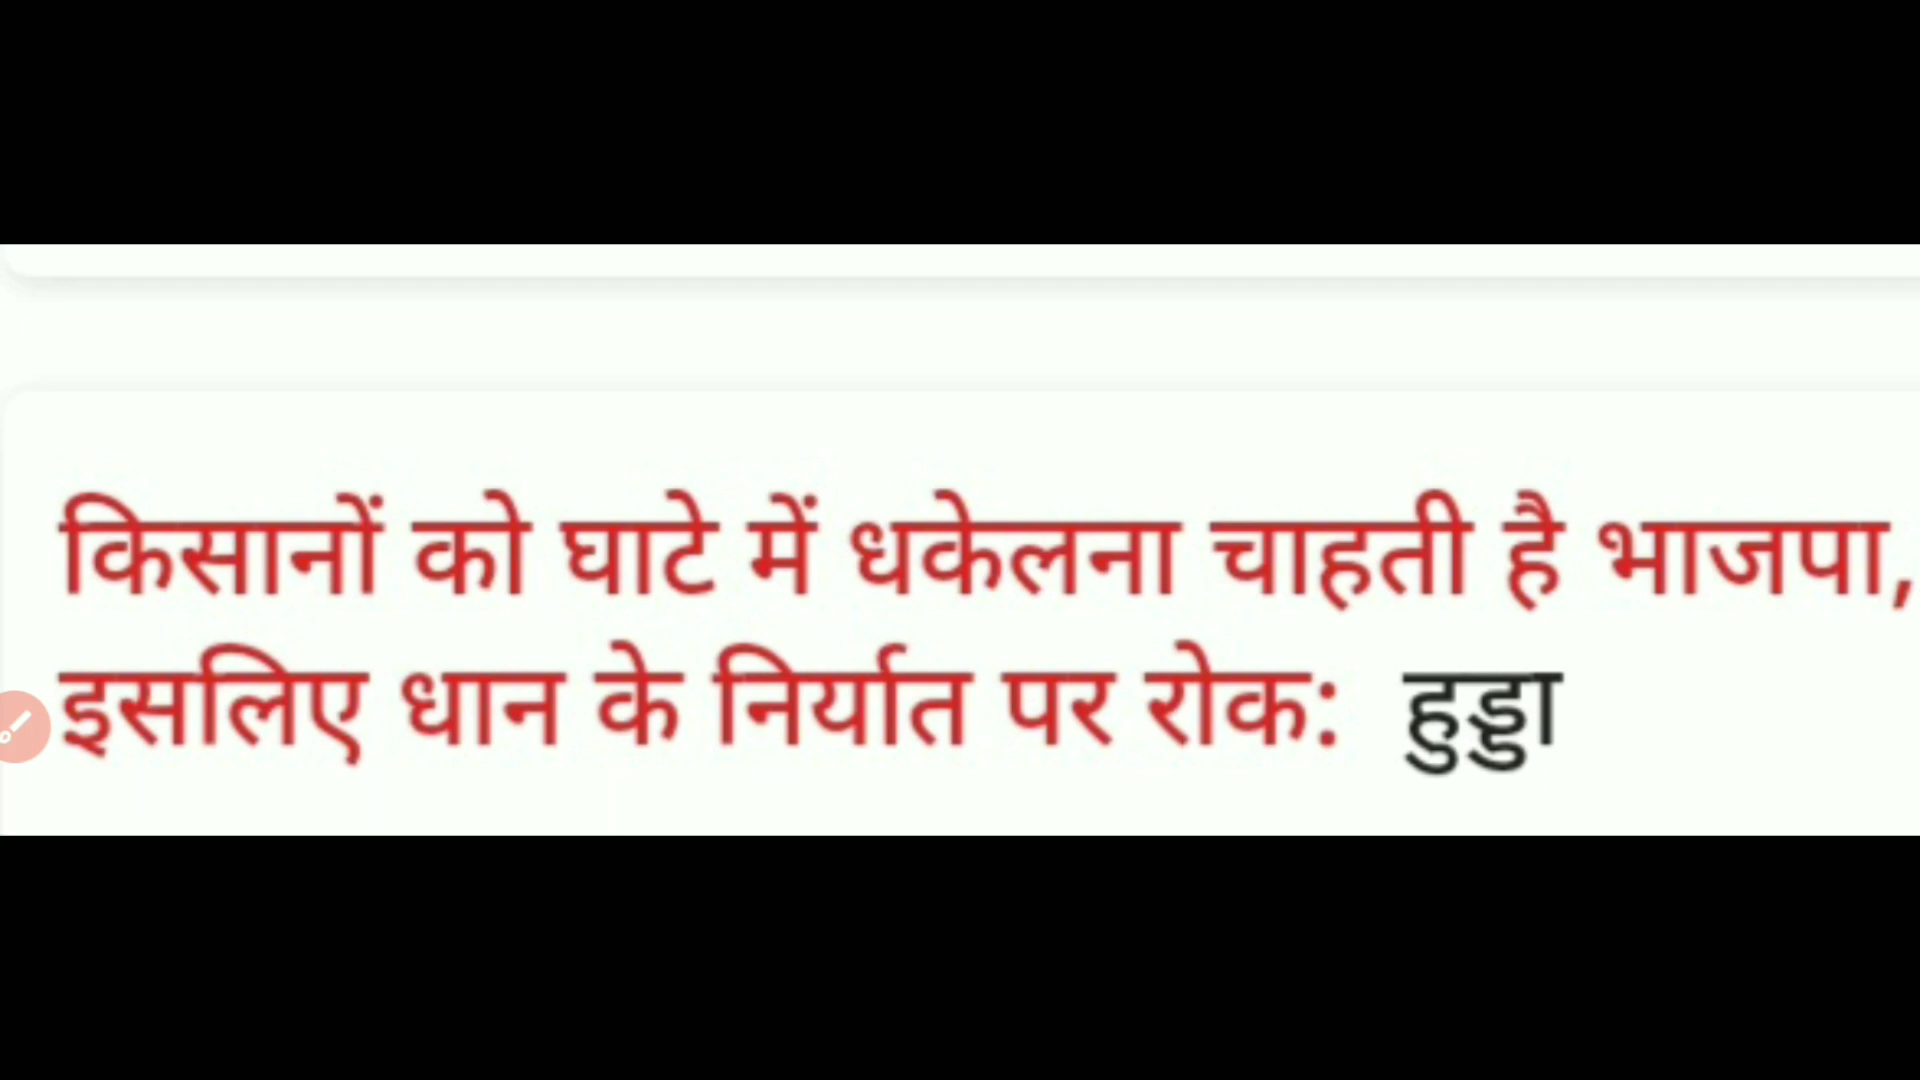 किसानों को घाटे में धकेलना चाहती है भाजपा,
इसलिए धान के निर्यात पर रोक: हुड्डा